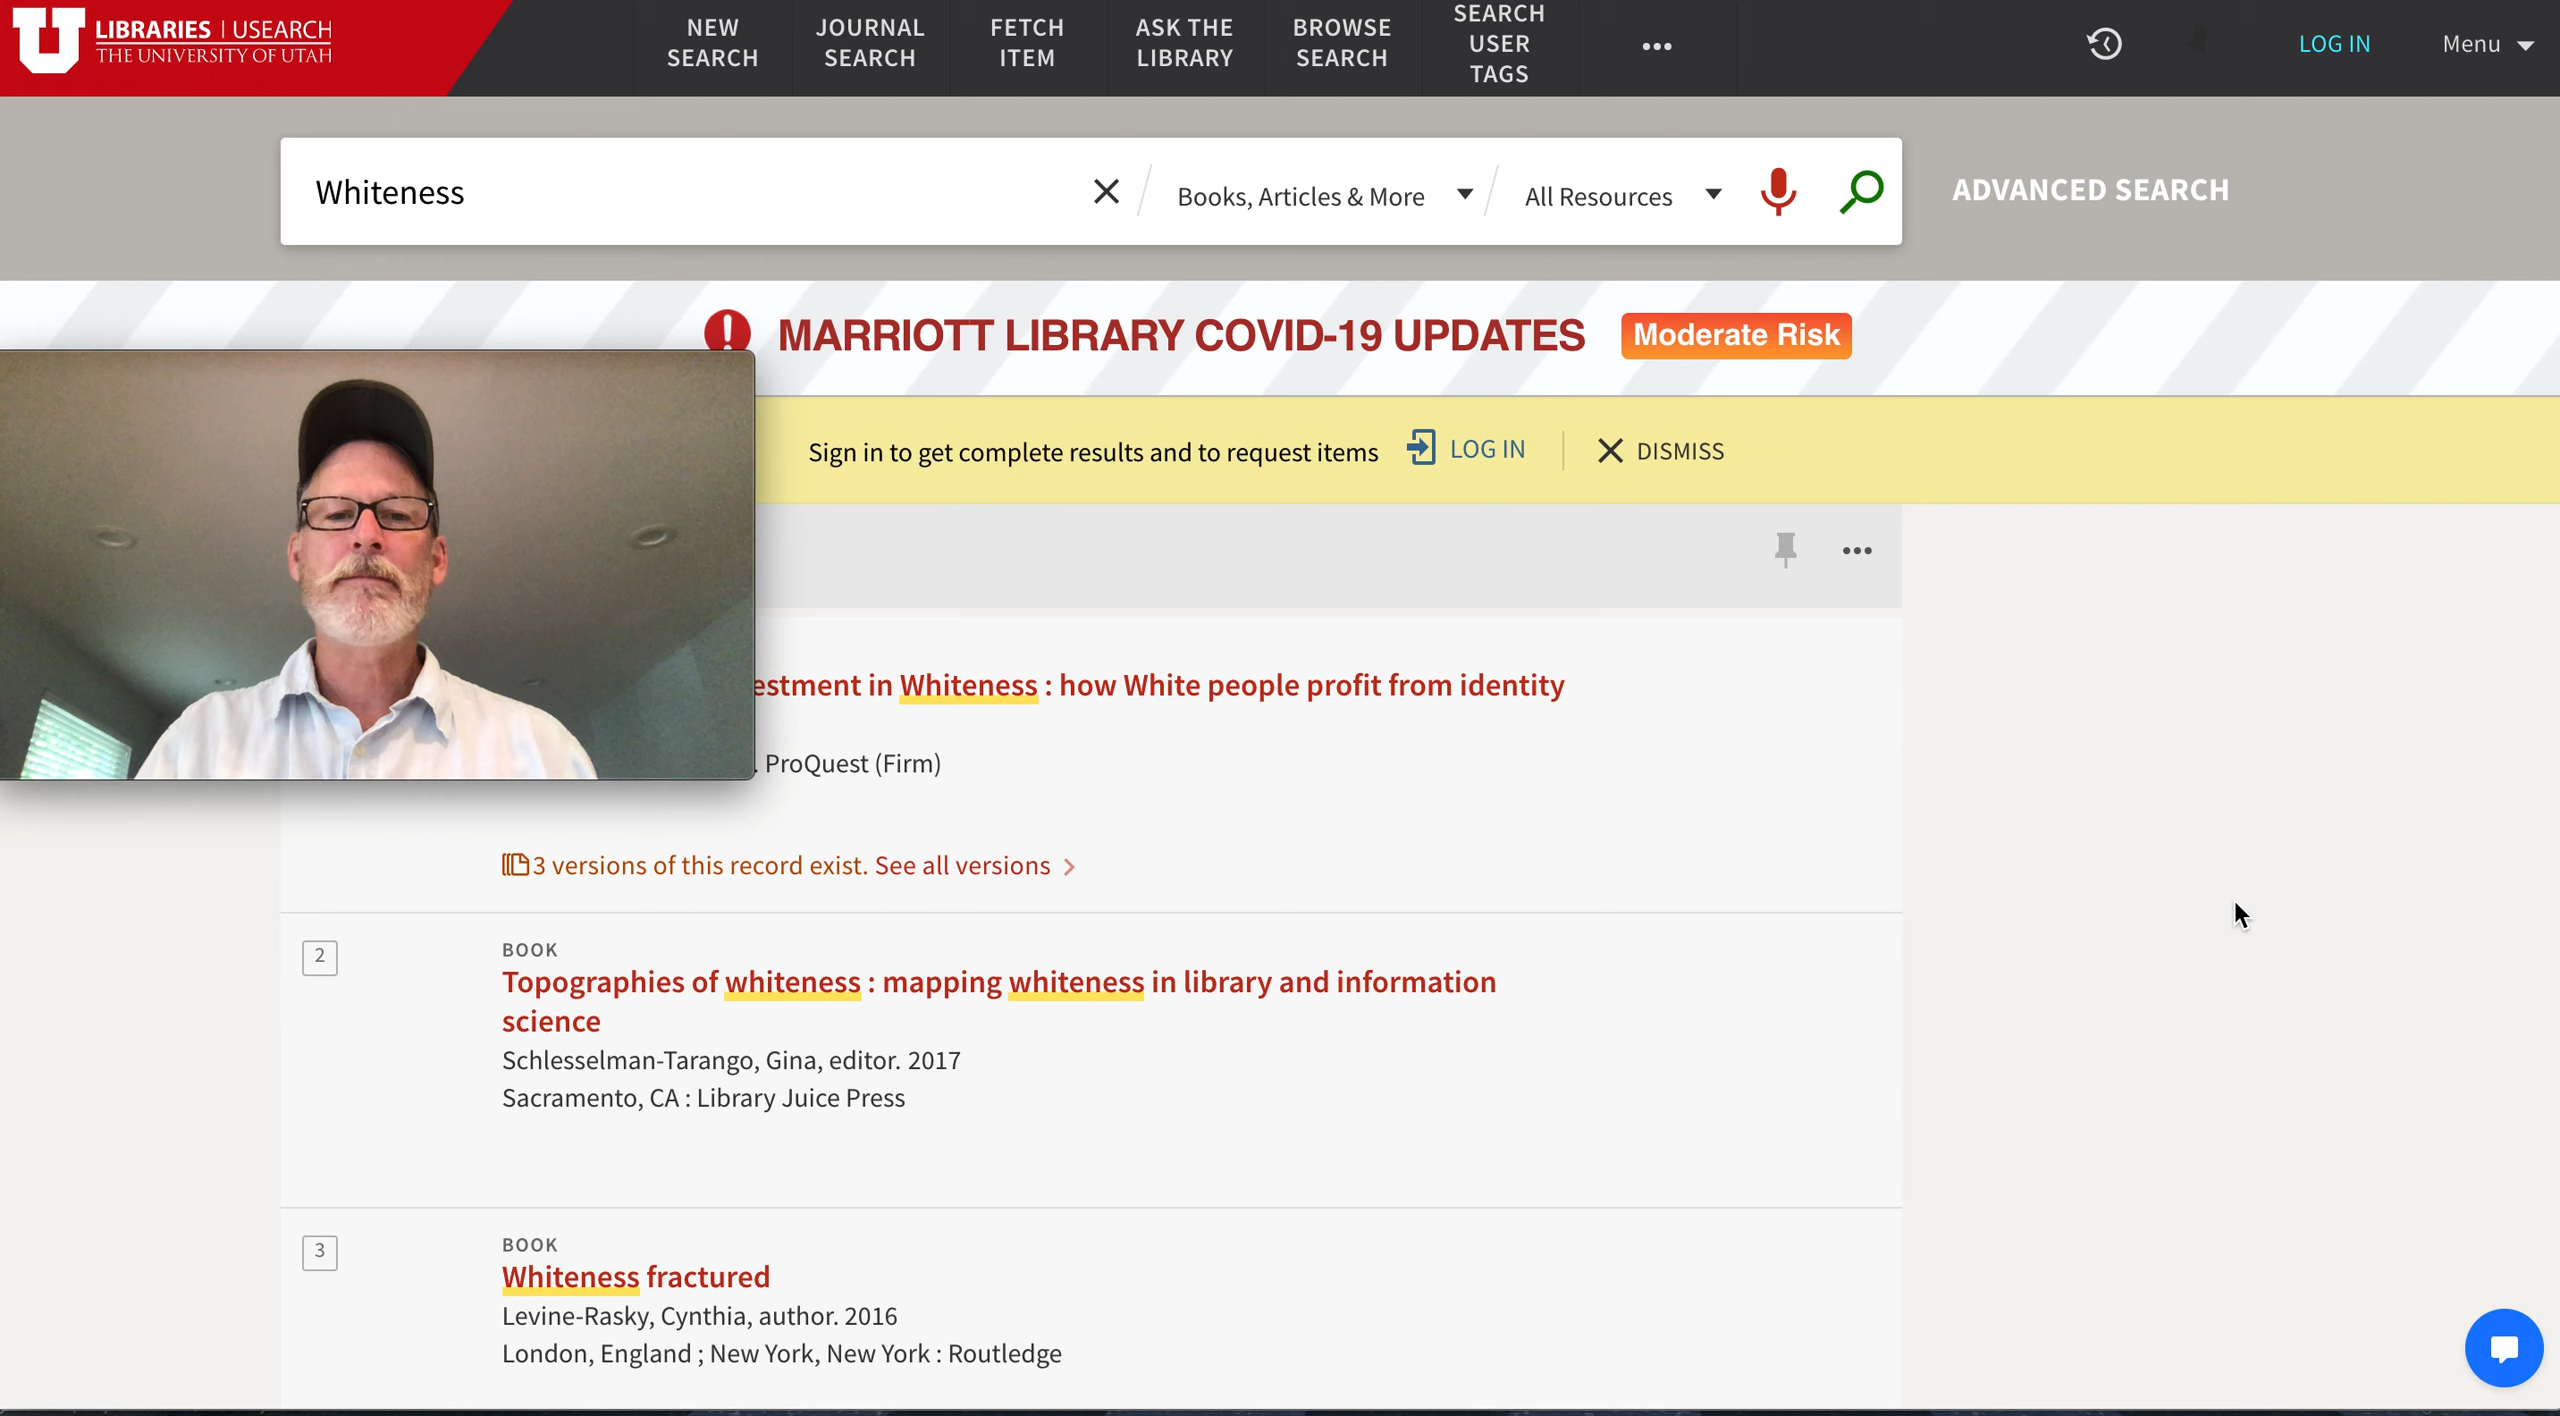 LIBRARIES | USEARCH
THE UNIVERSITY OF UTAH
NEW
SEARCH
JOURNAL
SEARCH
FETCH
ITEM
ASK THE
LIBRARY
BROWSE
SEARCH
SEARCH
USER
TAGS
LOG IN
Menu
Whiteness
Books, Articles & More
All Resources
ADVANCED SEARCH
MARRIOTT LIBRARY COVID-19 UPDATES
Moderate Risk
Sign in to get complete results and to request items
LOG IN
DISMISS
estment in Whiteness : how White people profit from identity
. ProQuest (Firm)
3 versions of this record exist. See all versions
2
BOOK
Topographies of whiteness : mapping whiteness in library and information
science
Schlesselman-Tarango, Gina, editor. 2017
Sacramento, CA : Library Juice Press
3
BOOK
Whiteness fractured
Levine-Rasky, Cynthia, author. 2016
London, England ; New York, New York : Routledge